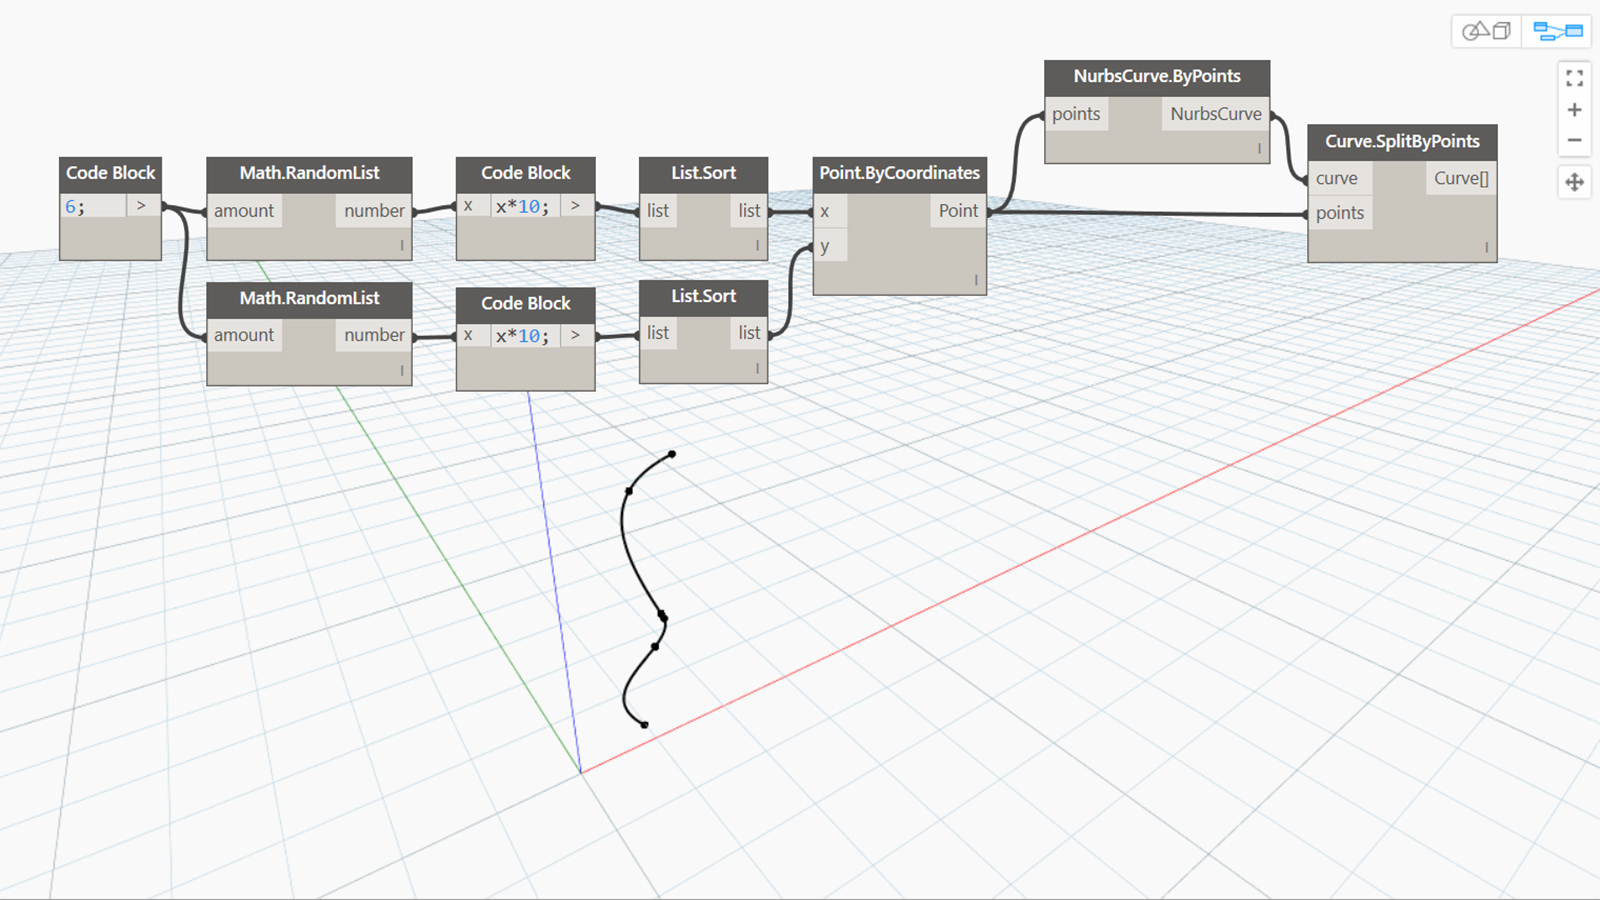 NurbsCurve.ByPoints
points NurbsCurve
l
Curve.SplitByPoints
curve Curve[]
points
l
Code Block
6; >
Math.RandomList
amount number
l
Code Block
x x*10; >
List.Sort
list list
l
Point.ByCoordinates
x Point
y
l
Math.RandomList
amount number
l
Code Block
x x*10; >
List.Sort
list list
l